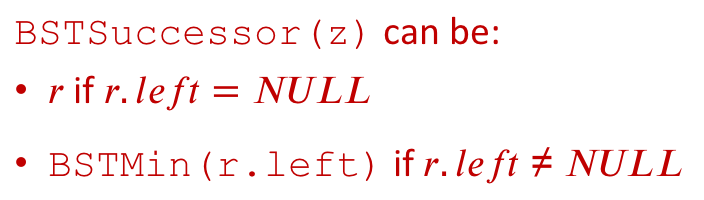 BSTSuccessor(z) can be:
• r if r.left = NULL
• BSTMin(r.left) if r.left ≠ NULL